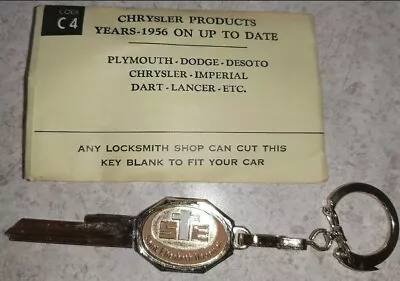 CODE
C 4
CHRYSLER PRODUCTS
YEARS-1956 ON UP TO DATE
PLYMOUTH - DODGE - DESOTO
CHRYSLER - IMPERIAL
DART - LANCER - ETC.
ANY LOCKSMITH SHOP CAN CUT THIS
KEY BLANK TO FIT YOUR CAR